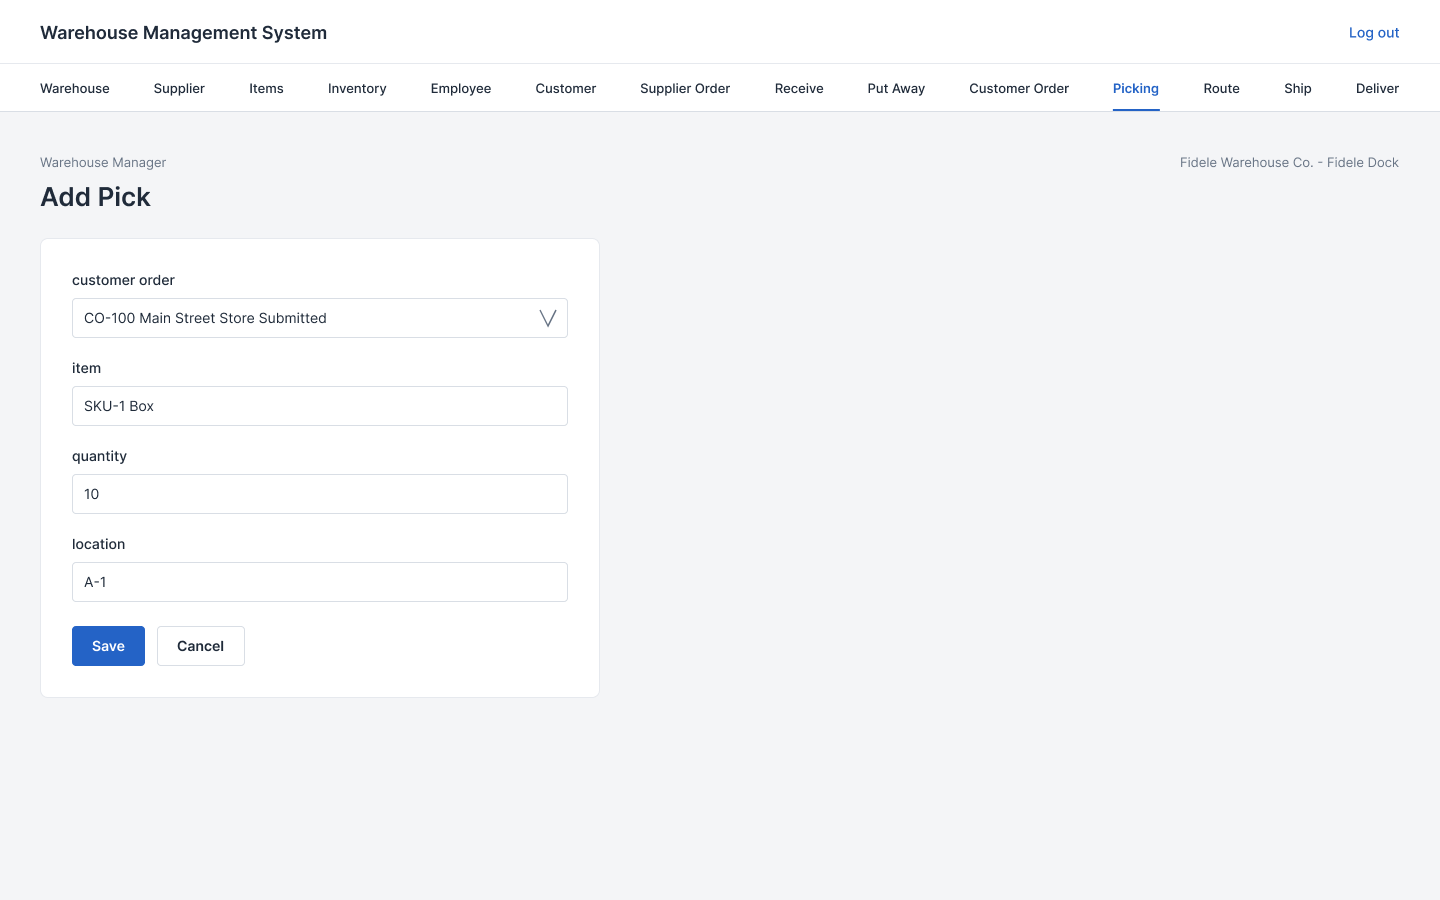 Warehouse Management System
Log out
Warehouse Supplier Items Inventory Employee Customer Supplier Order Receive Put Away Customer Order Picking Route Ship Deliver
Warehouse Manager
Fidele Warehouse Co. - Fidele Dock
Add Pick
customer order
CO-100 Main Street Store Submitted
item
SKU-1 Box
quantity
10
location
A-1
Save Cancel